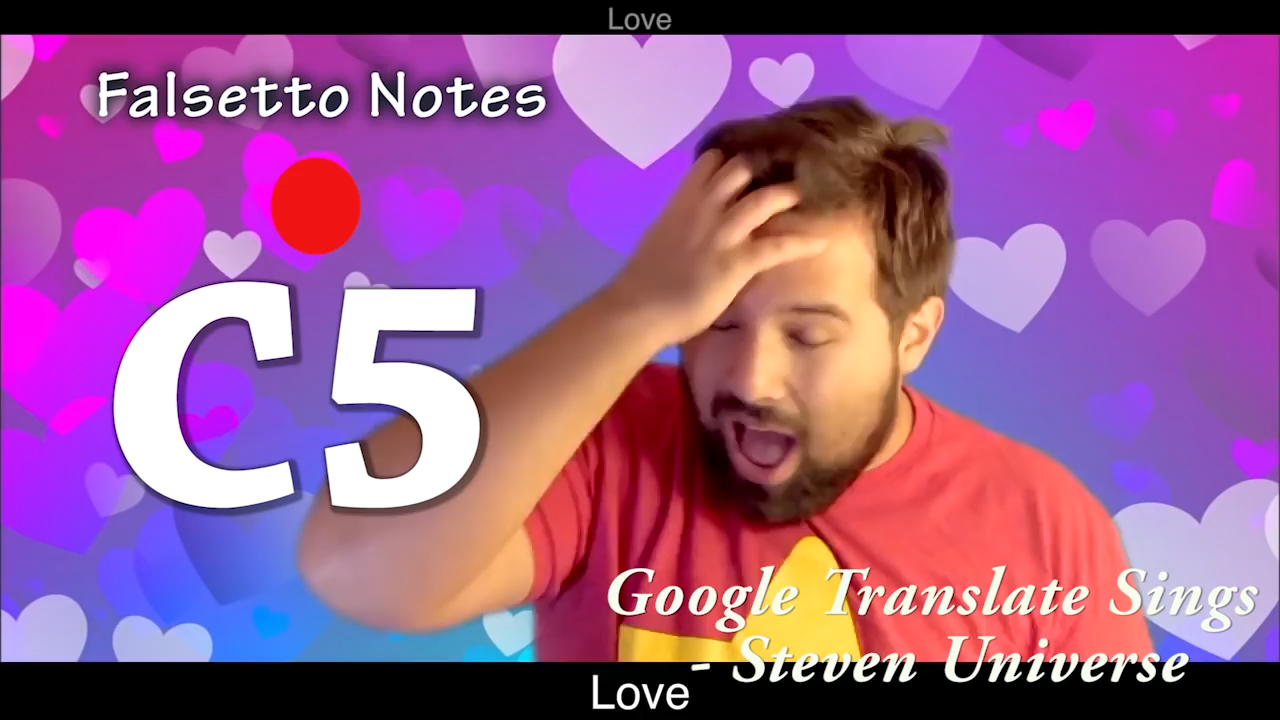 Love
Falsetto Notes
C5
Google Translate Sings
- Steven Universe
Love